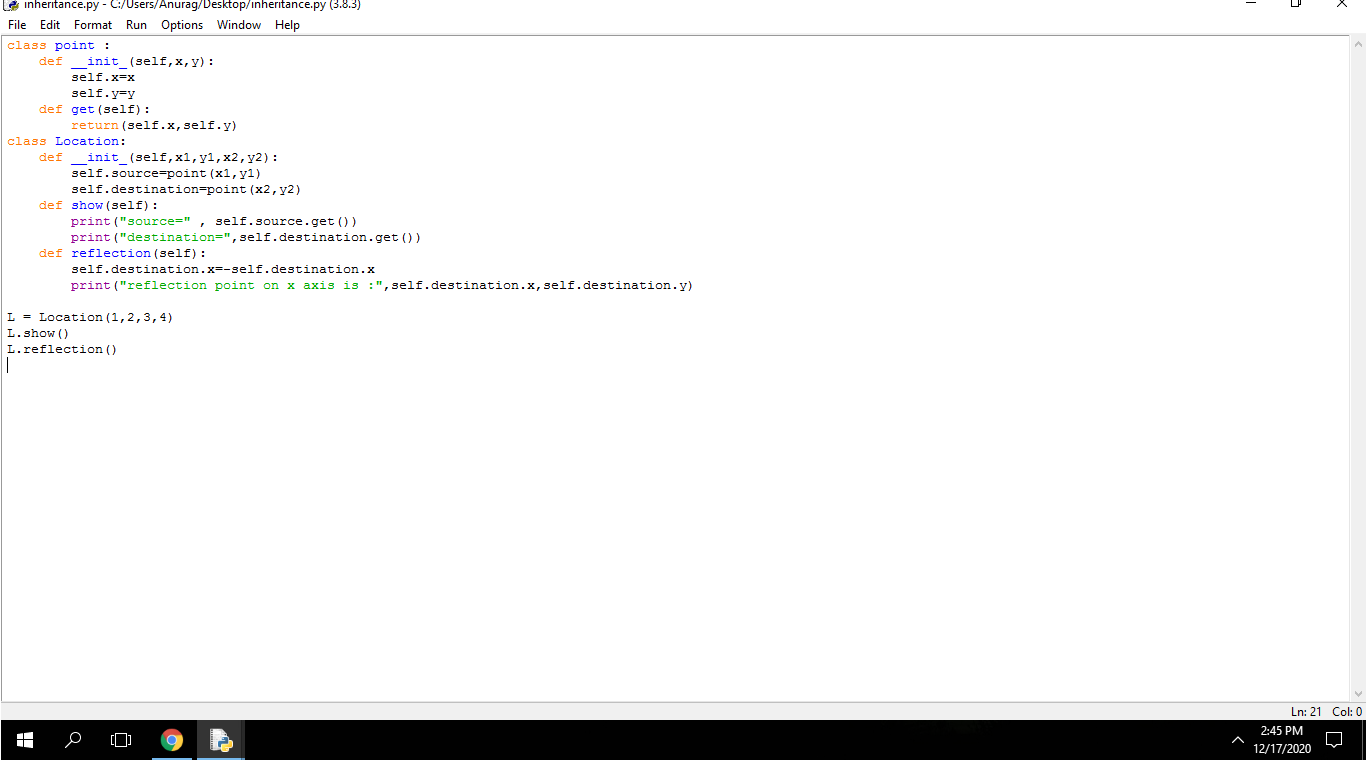 inheritance.py - C:/Users/Anurag/Desktop/inheritance.py (3.8.3)
File Edit Format Run Options Window Help
class point :
    def __init_(self,x,y):
        self.x=x
        self.y=y
    def get(self):
        return(self.x,self.y)
class Location:
    def __init_(self,x1,y1,x2,y2):
        self.source=point(x1,y1)
        self.destination=point(x2,y2)
    def show(self):
        print("source=" , self.source.get())
        print("destination=",self.destination.get())
    def reflection(self):
        self.destination.x=-self.destination.x
        print("reflection point on x axis is :",self.destination.x,self.destination.y)

L = Location(1,2,3,4)
L.show()
L.reflection()
Ln: 21 Col: 0
2:45 PM
12/17/2020